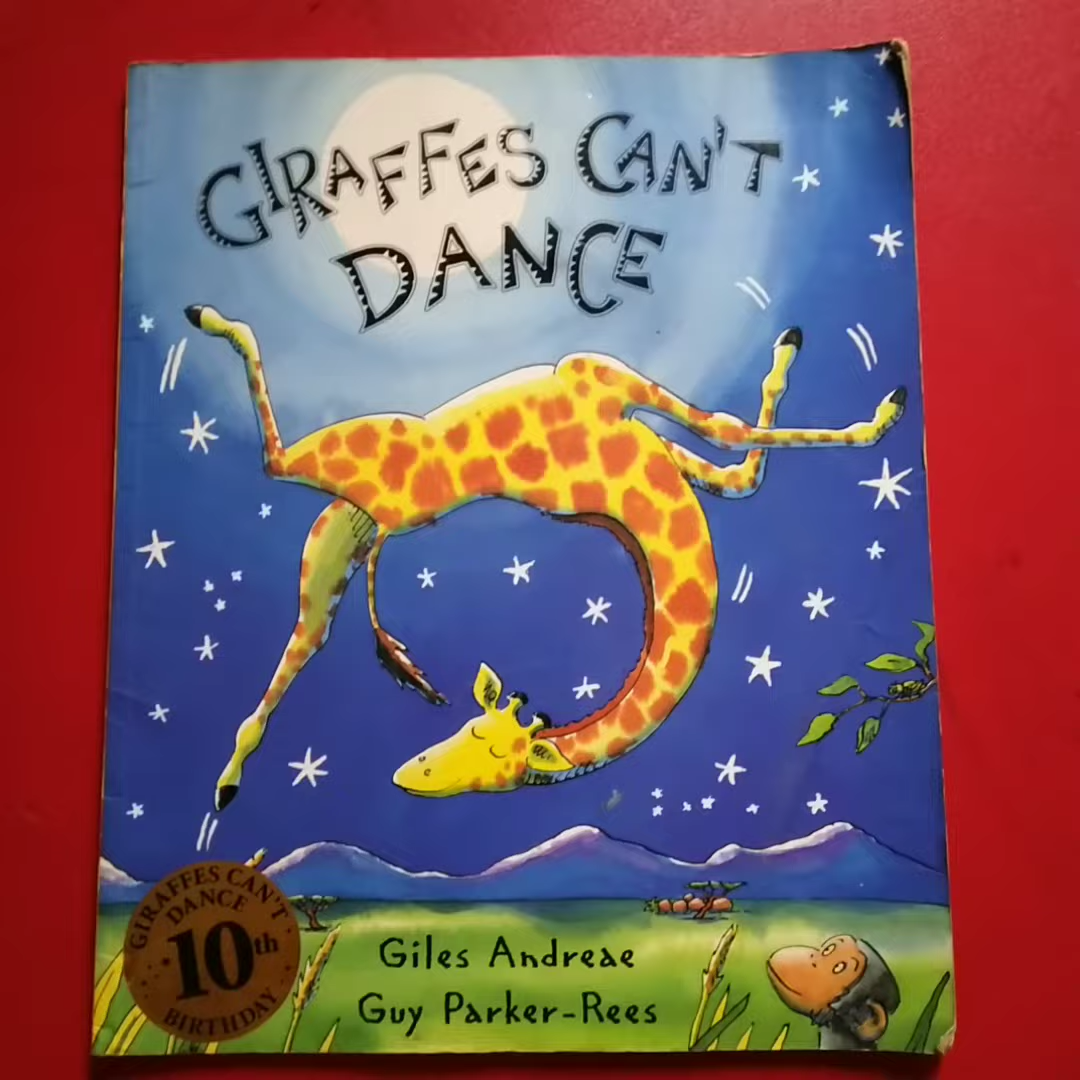 GIRAFFES CAN'T
DANCE
GIRAFFES CAN'T
DANCE
10th
BIRTHDAY
Giles Andreae
Guy Parker-Rees